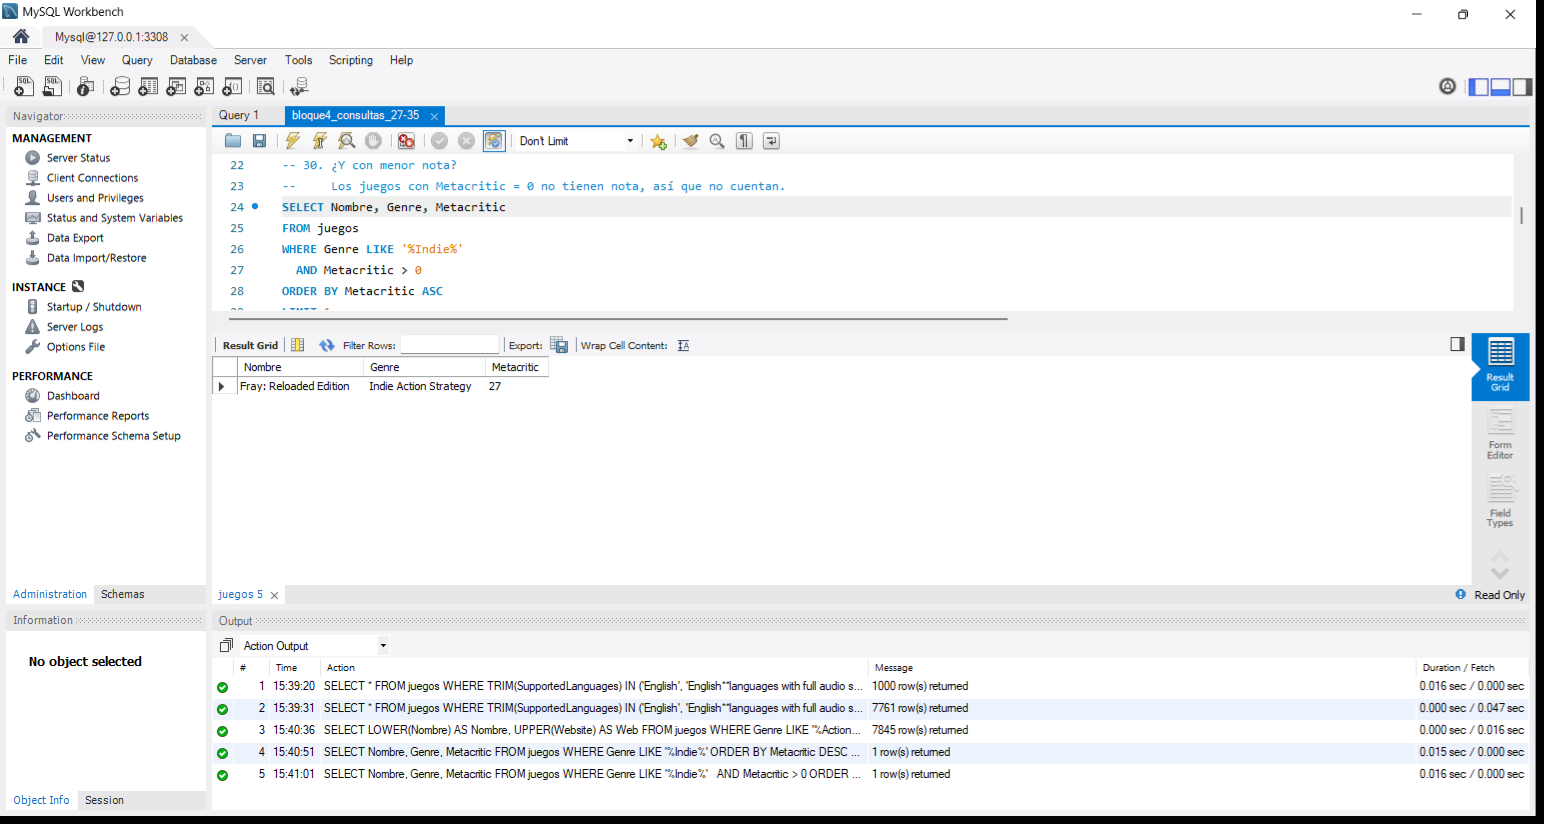 MySQL Workbench
Mysql@127.0.0.1:3308
File Edit View Query Database Server Tools Scripting Help
Navigator
MANAGEMENT
Server Status
Client Connections
Users and Privileges
Status and System Variables
Data Export
Data Import/Restore
INSTANCE
Startup / Shutdown
Server Logs
Options File
PERFORMANCE
Dashboard
Performance Reports
Performance Schema Setup
Administration Schemas
Information
No object selected
Object Info Session
Query 1 bloque4_consultas_27-35
Don't Limit
22 -- 30. ¿Y con menor nota?
23 -- Los juegos con Metacritic = 0 no tienen nota, así que no cuentan.
24 SELECT Nombre, Genre, Metacritic
25 FROM juegos
26 WHERE Genre LIKE '%Indie%'
27 AND Metacritic > 0
28 ORDER BY Metacritic ASC
Result Grid Filter Rows: Export: Wrap Cell Content:
Nombre Genre Metacritic
Fray: Reloaded Edition Indie Action Strategy 27
Result Grid
Form Editor
Field Types
juegos 5 Read Only
Output
Action Output
# Time Action Message Duration / Fetch
1 15:39:20 SELECT * FROM juegos WHERE TRIM(SupportedLanguages) IN ('English', 'English*'languages with full audio s... 1000 row(s) returned 0.016 sec / 0.000 sec
2 15:39:31 SELECT * FROM juegos WHERE TRIM(SupportedLanguages) IN ('English', 'English*'languages with full audio s... 7761 row(s) returned 0.000 sec / 0.047 sec
3 15:40:36 SELECT LOWER(Nombre) AS Nombre, UPPER(Website) AS Web FROM juegos WHERE Genre LIKE '%Action... 7845 row(s) returned 0.000 sec / 0.016 sec
4 15:40:51 SELECT Nombre, Genre, Metacritic FROM juegos WHERE Genre LIKE '%Indie%' ORDER BY Metacritic DESC ... 1 row(s) returned 0.015 sec / 0.000 sec
5 15:41:01 SELECT Nombre, Genre, Metacritic FROM juegos WHERE Genre LIKE '%Indie%' AND Metacritic > 0 ORDER ... 1 row(s) returned 0.016 sec / 0.000 sec